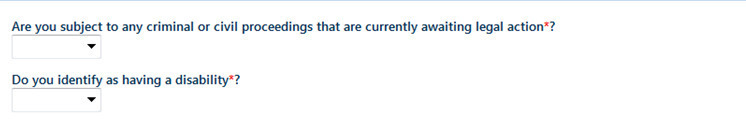 Are you subject to any criminal or civil proceedings that are currently awaiting legal action*?
Do you identify as having a disability*?